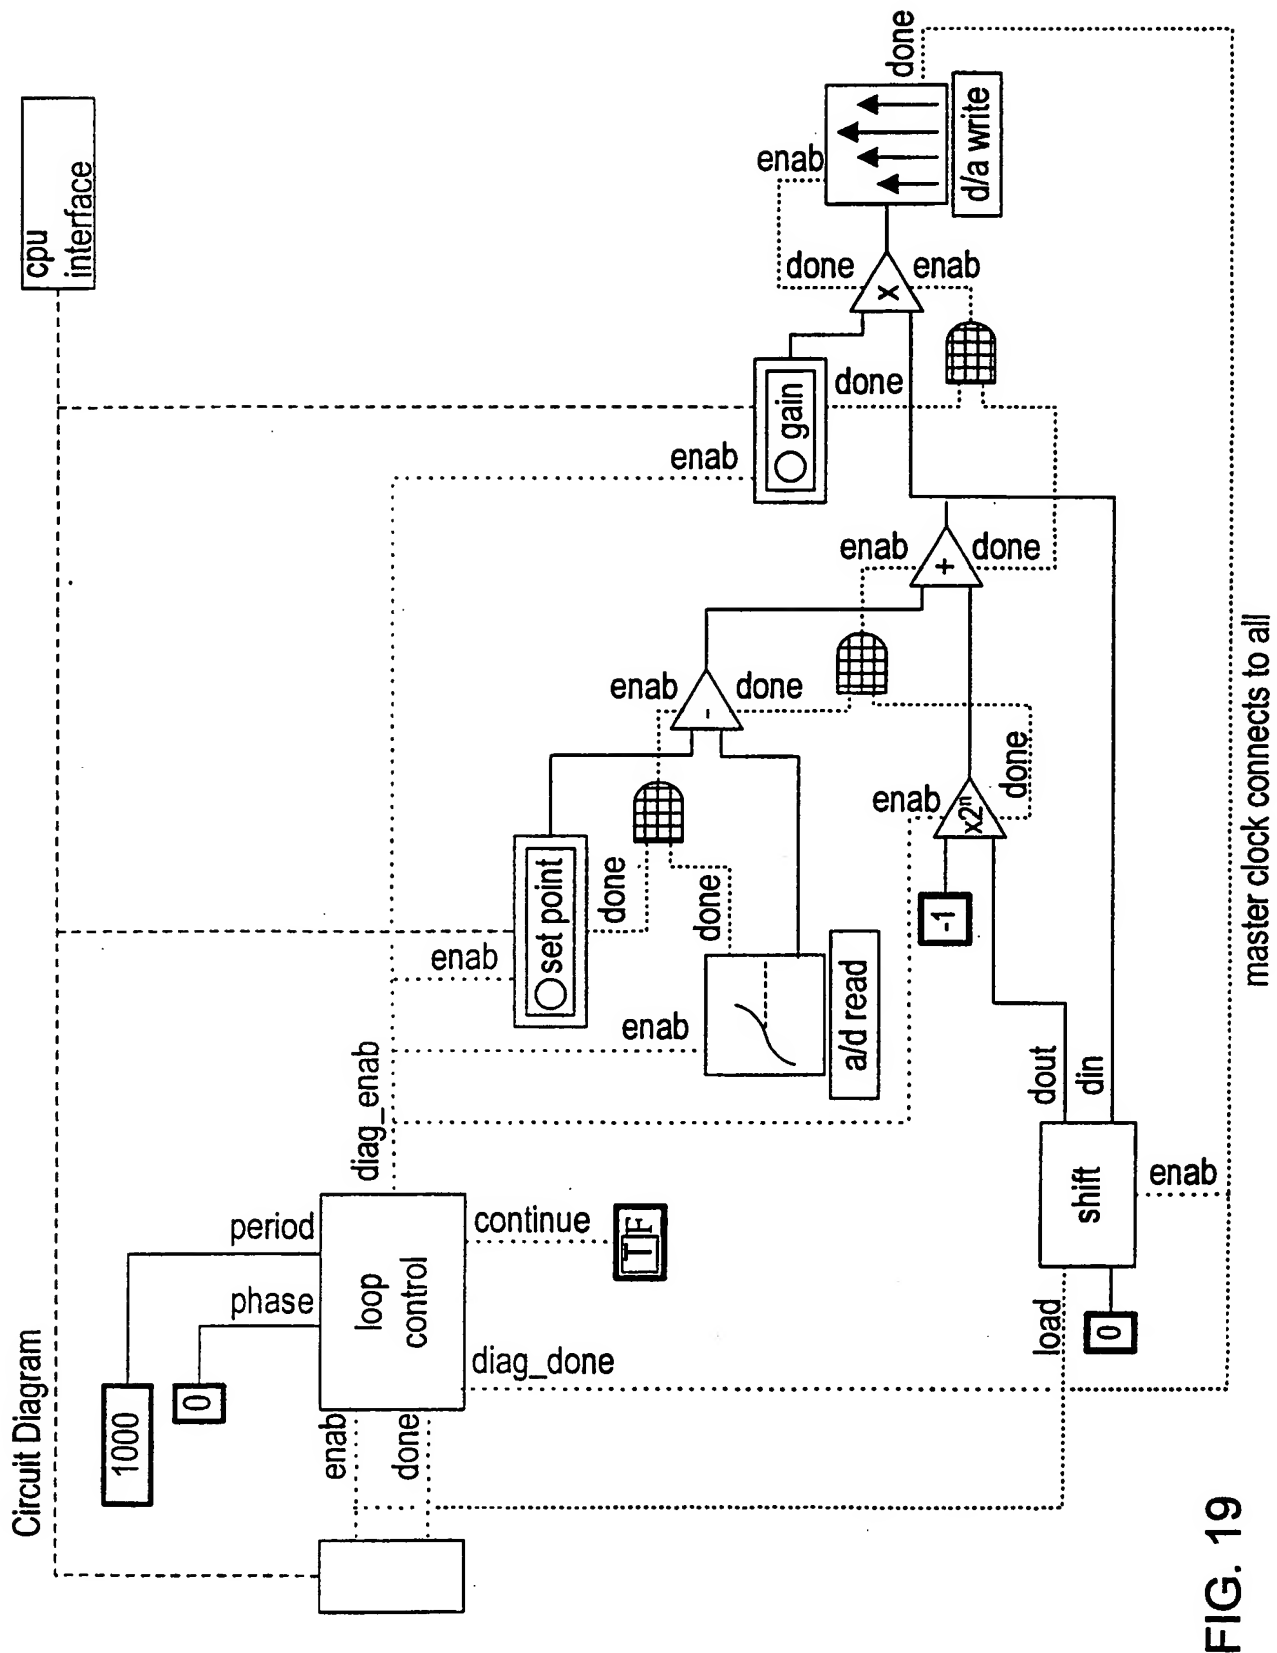 Circuit Diagram
cpu
interface
1000
0
period
phase
loop
control
enab
done
diag_enab
continue
T F
diag_done
enab
set point
done
enab
done
a/d read
enab
-
done
-1
enab
x2ⁿ
done
enab
+
done
enab
gain
done
done
x
enab
enab
done
d/a write
load
0
shift
dout
din
enab
master clock connects to all
FIG. 19